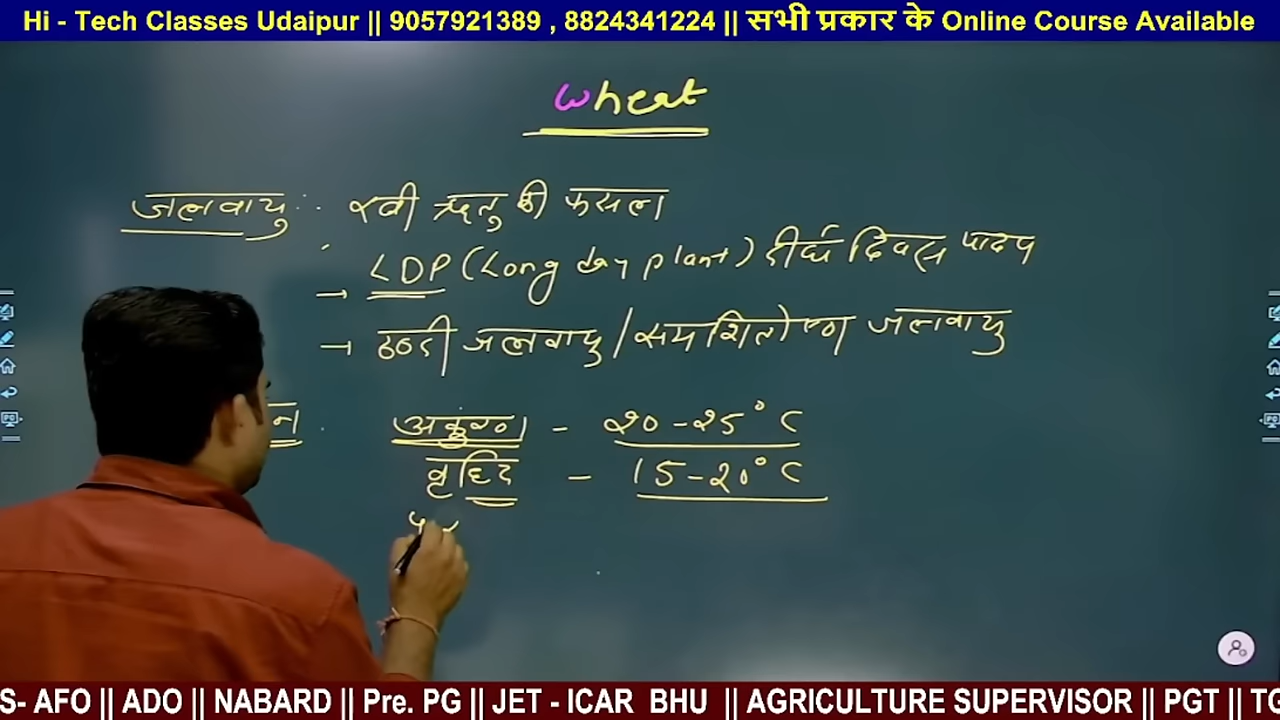 Hi - Tech Classes Udaipur || 9057921389 , 8824341224 || सभी प्रकार के Online Course Available
wheat
जलवायु : रबी ऋतु की फसल
→ LDP (Long day plant) दीर्घ दिवस पादप
→ ठण्डी जलवायु / समशितोष्ण जलवायु
अकुंरण - 20-25°C
वृद्धि - 15-20°C
S- AFO || ADO || NABARD || Pre. PG || JET - ICAR BHU || AGRICULTURE SUPERVISOR || PGT || TG